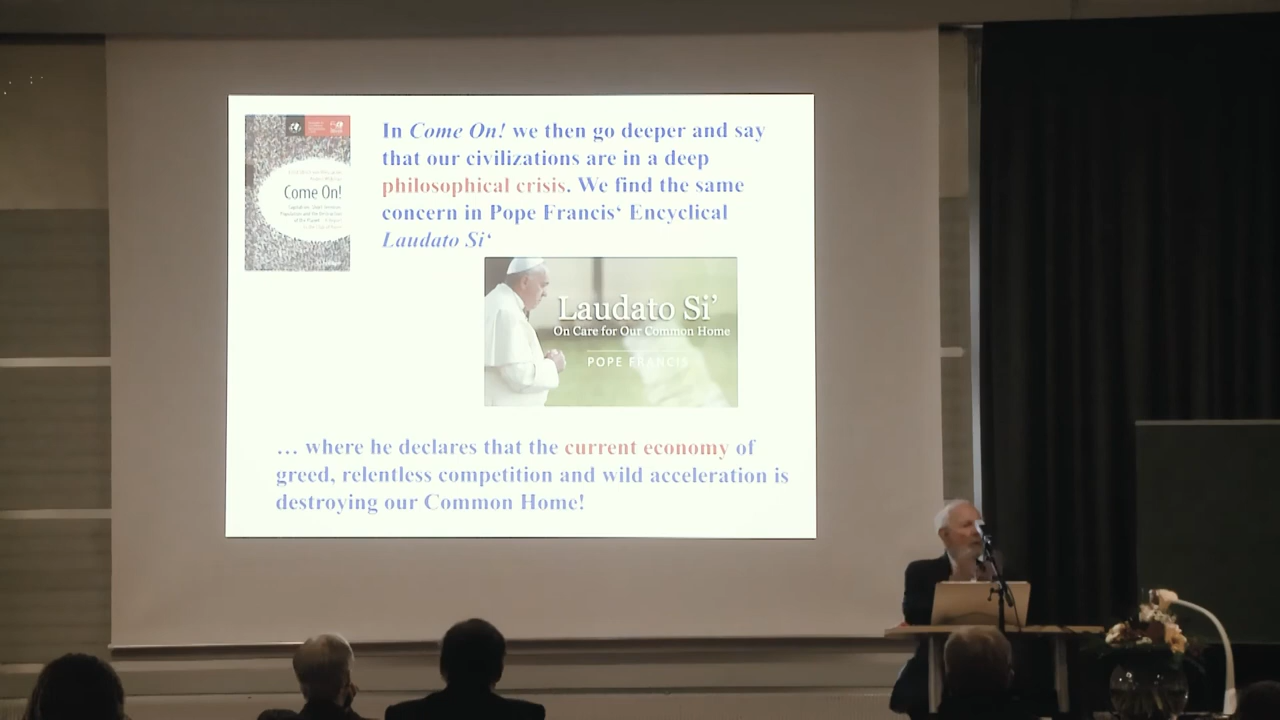 In Come On! we then go deeper and say
that our civilizations are in a deep
philosophical crisis. We find the same
concern in Pope Francis‘ Encyclical
Laudato Si‘
Come On!
Laudato Si’
On Care for Our Common Home
POPE FRANCIS
… where he declares that the current economy of
greed, relentless competition and wild acceleration is
destroying our Common Home!